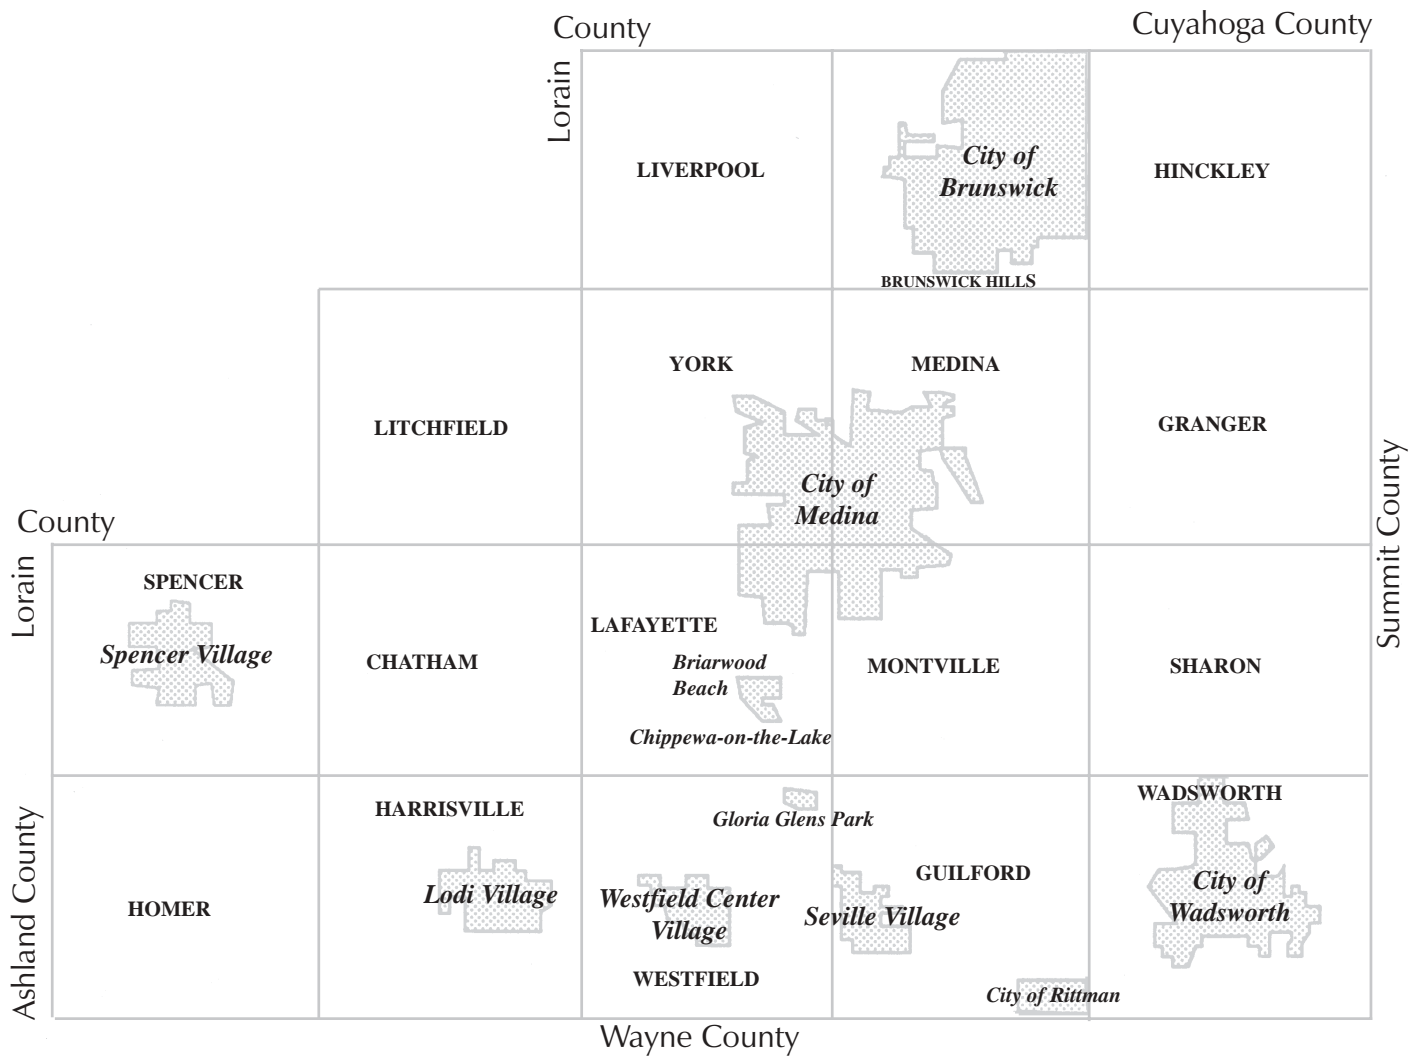 County
Cuyahoga County
Lorain
LIVERPOOL
City of
Brunswick
HINCKLEY
BRUNSWICK HILLS
YORK
MEDINA
LITCHFIELD
GRANGER
City of
Medina
Summit County
County
Lorain
SPENCER
Spencer Village
CHATHAM
LAFAYETTE
Briarwood
Beach
Chippewa-on-the-Lake
MONTVILLE
SHARON
Ashland County
HARRISVILLE
Gloria Glens Park
WADSWORTH
HOMER
Lodi Village
Westfield Center
Village
WESTFIELD
GUILFORD
Seville Village
City of
Wadsworth
City of Rittman
Wayne County